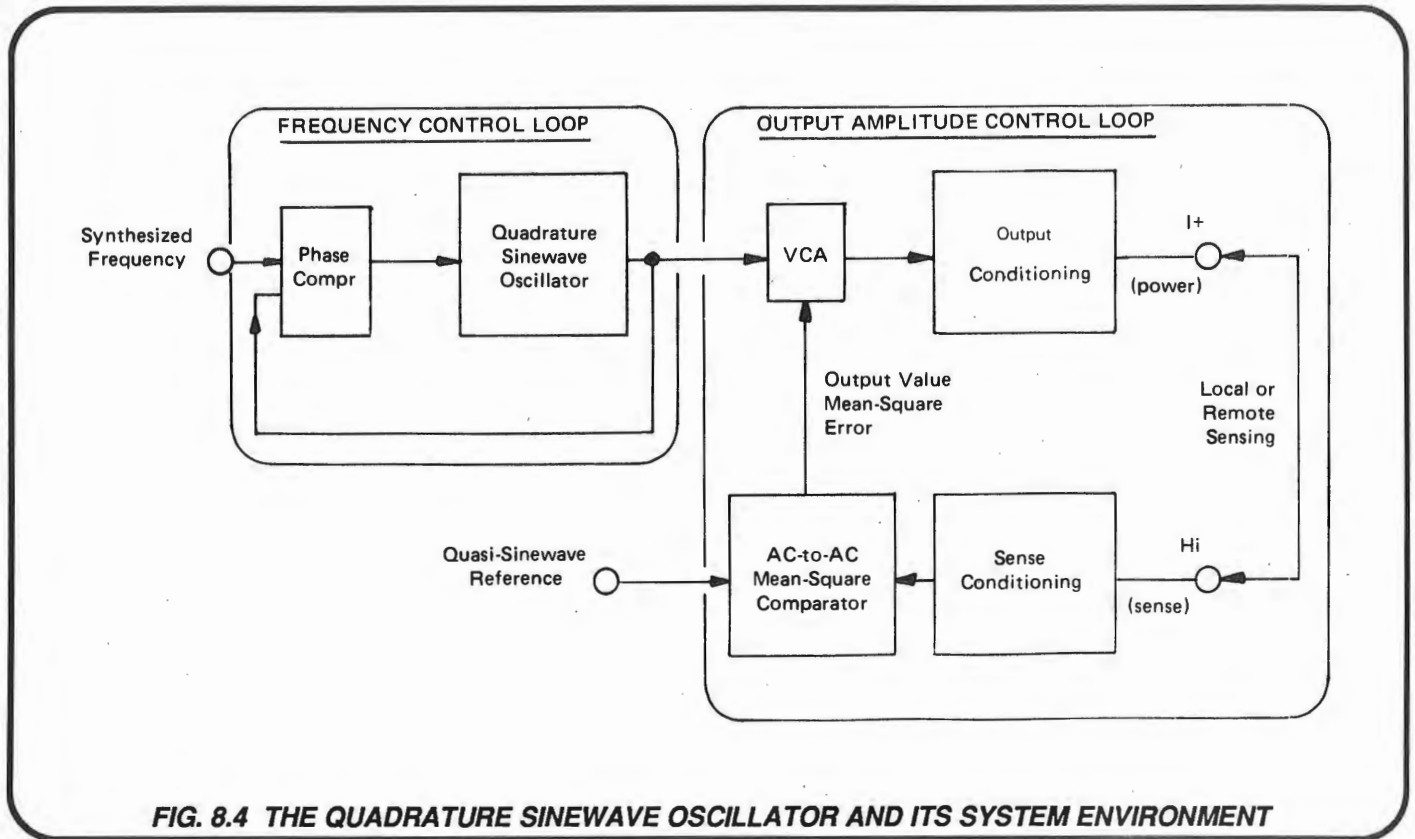 FREQUENCY CONTROL LOOP
OUTPUT AMPLITUDE CONTROL LOOP
Synthesized
Frequency
Phase
Compr
Quadrature
Sinewave
Oscillator
VCA
Output
Conditioning
I+
(power)
Output Value
Mean-Square
Error
Local or
Remote
Sensing
Quasi-Sinewave
Reference
AC-to-AC
Mean-Square
Comparator
Sense
Conditioning
Hi
(sense)
FIG. 8.4 THE QUADRATURE SINEWAVE OSCILLATOR AND ITS SYSTEM ENVIRONMENT